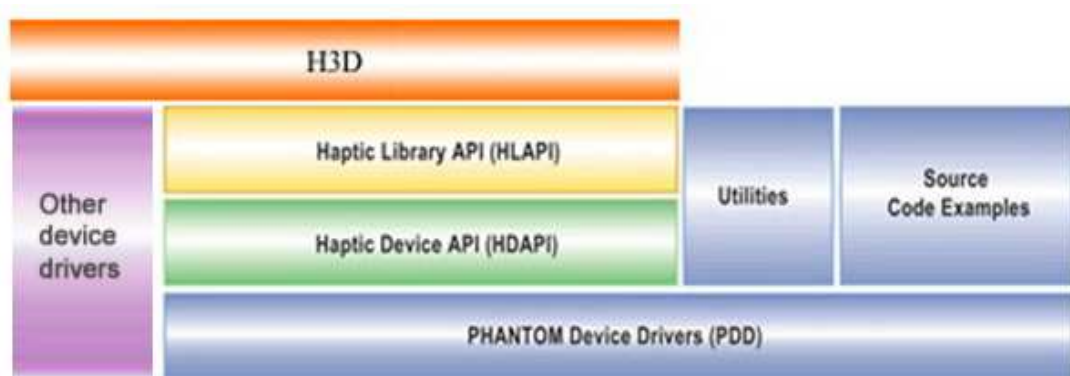 H3D
Haptic Library API (HLAPI)
Other
device
drivers
Haptic Device API (HDAPI)
Utilities
Source
Code Examples
PHANTOM Device Drivers (PDD)